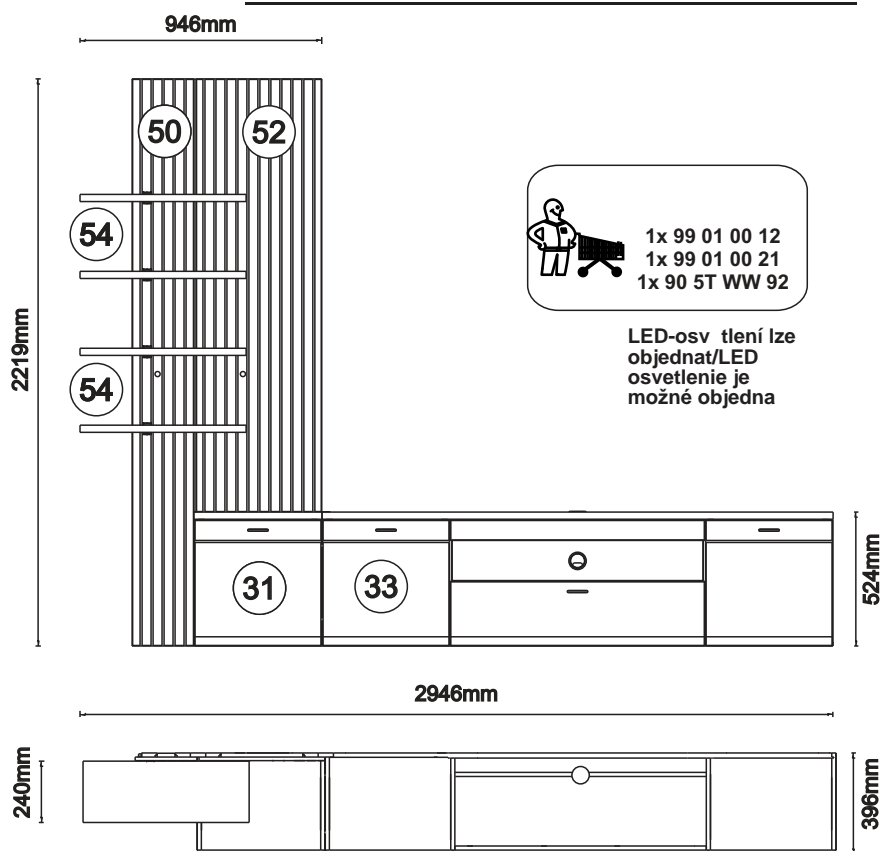 946mm
50
52
54
54
2219mm
1x 99 01 00 12
1x 99 01 00 21
1x 90 5T WW 92
LED-osv tlení lze
objednat/LED
osvetlenie je
možné objedna
31
33
524mm
2946mm
240mm
396mm